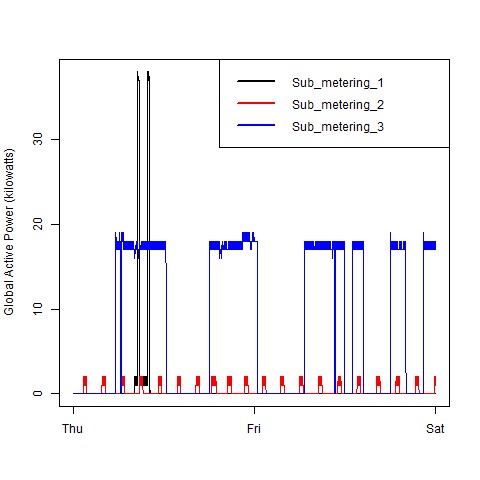 Sub_metering_1
Sub_metering_2
Sub_metering_3
Global Active Power (kilowatts)
30
20
10
0
Thu Fri Sat